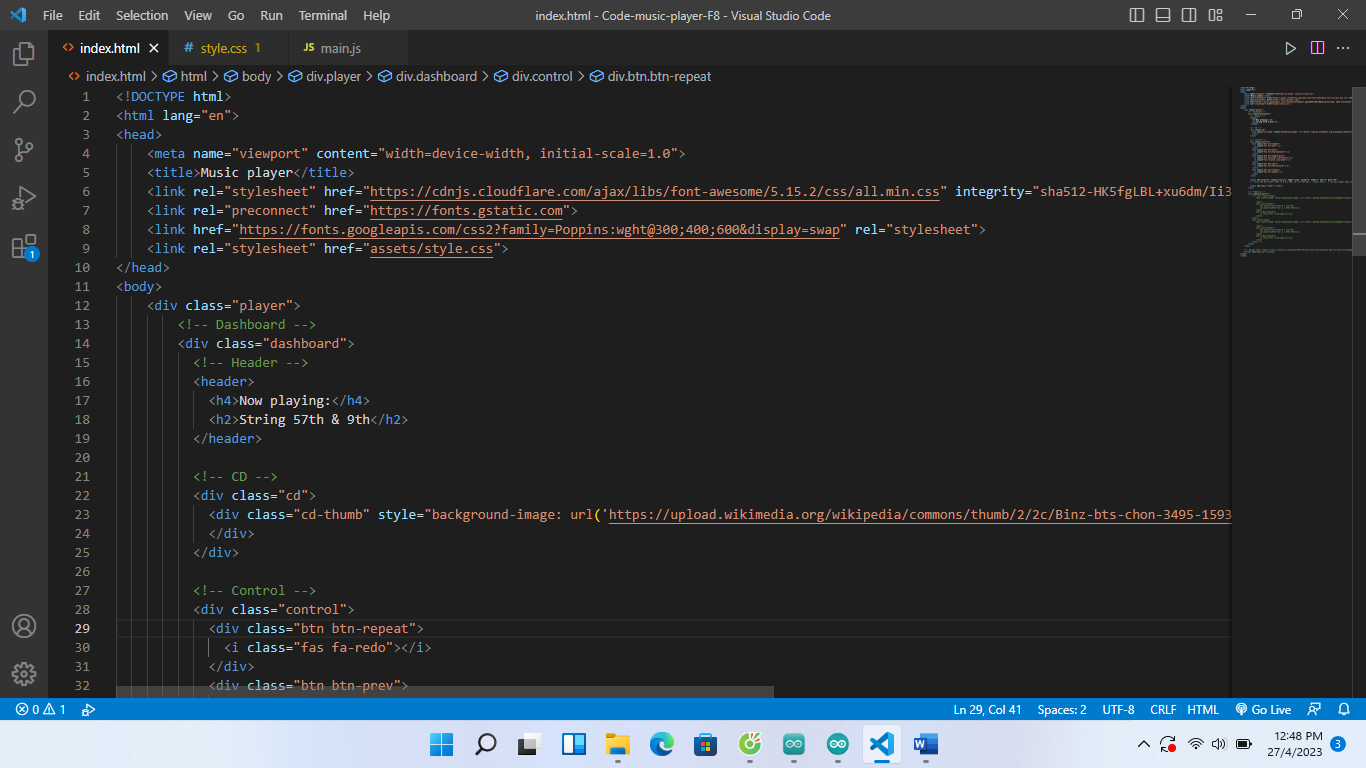 File Edit Selection View Go Run Terminal Help index.html - Code-music-player-F8 - Visual Studio Code
index.html style.css 1 JS main.js
index.html > html > body > div.player > div.dashboard > div.control > div.btn.btn-repeat
1 <!DOCTYPE html>
2 <html lang="en">
3 <head>
4 <meta name="viewport" content="width=device-width, initial-scale=1.0">
5 <title>Music player</title>
6 <link rel="stylesheet" href="https://cdnjs.cloudflare.com/ajax/libs/font-awesome/5.15.2/css/all.min.css" integrity="sha512-HK5fgLBL+xu6dm/Ii3
7 <link rel="preconnect" href="https://fonts.gstatic.com">
8 <link href="https://fonts.googleapis.com/css2?family=Poppins:wght@300;400;600&display=swap" rel="stylesheet">
9 <link rel="stylesheet" href="assets/style.css">
10 </head>
11 <body>
12 <div class="player">
13 <!-- Dashboard -->
14 <div class="dashboard">
15 <!-- Header -->
16 <header>
17 <h4>Now playing:</h4>
18 <h2>String 57th & 9th</h2>
19 </header>
20
21 <!-- CD -->
22 <div class="cd">
23 <div class="cd-thumb" style="background-image: url('https://upload.wikimedia.org/wikipedia/commons/thumb/2/2c/Binz-bts-chon-3495-1593
24 </div>
25 </div>
26
27 <!-- Control -->
28 <div class="control">
29 <div class="btn btn-repeat">
30 <i class="fas fa-redo"></i>
31 </div>
32 <div class="btn btn-prev">
1
0 1 Ln 29, Col 41 Spaces: 2 UTF-8 CRLF HTML Go Live
12:48 PM
27/4/2023 3